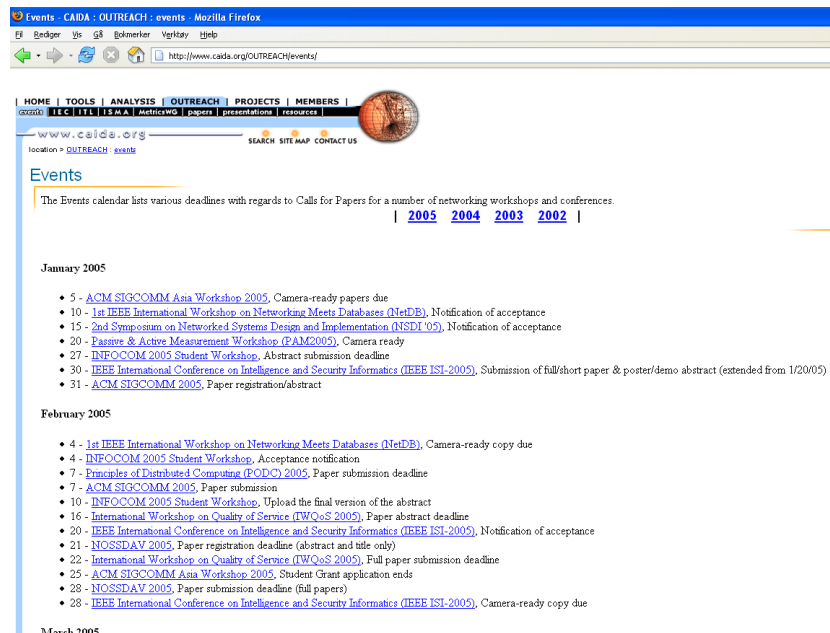 Events - CAIDA : OUTREACH : events - Mozilla Firefox
Fil Rediger Vis Gå Bokmerker Verktøy Hjelp
http://www.caida.org/OUTREACH/events/
| HOME | TOOLS | ANALYSIS | OUTREACH | PROJECTS | MEMBERS |
events | IEC | ITL | ISMA | MetricsWG | papers | presentations | resources |
www.caida.org
SEARCH SITE MAP CONTACT US
location > OUTREACH : events
Events
The Events calendar lists various deadlines with regards to Calls for Papers for a number of networking workshops and conferences.
| 2005 2004 2003 2002 |
January 2005
5 - ACM SIGCOMM Asia Workshop 2005, Camera-ready papers due
10 - 1st IEEE International Workshop on Networking Meets Databases (NetDB), Notification of acceptance
15 - 2nd Symposium on Networked Systems Design and Implementation (NSDI '05), Notification of acceptance
20 - Passive & Active Measurement Workshop (PAM2005), Camera ready
27 - INFOCOM 2005 Student Workshop, Abstract submission deadline
30 - IEEE International Conference on Intelligence and Security Informatics (IEEE ISI-2005), Submission of full/short paper & poster/demo abstract (extended from 1/20/05)
31 - ACM SIGCOMM 2005, Paper registration/abstract
February 2005
4 - 1st IEEE International Workshop on Networking Meets Databases (NetDB), Camera-ready copy due
4 - INFOCOM 2005 Student Workshop, Acceptance notification
7 - Principles of Distributed Computing (PODC) 2005, Paper submission deadline
7 - ACM SIGCOMM 2005, Paper submission
10 - INFOCOM 2005 Student Workshop, Upload the final version of the abstract
16 - International Workshop on Quality of Service (IWQoS 2005), Paper abstract deadline
20 - IEEE International Conference on Intelligence and Security Informatics (IEEE ISI-2005), Notification of acceptance
21 - NOSSDAV 2005, Paper registration deadline (abstract and title only)
22 - International Workshop on Quality of Service (IWQoS 2005), Full paper submission deadline
25 - ACM SIGCOMM Asia Workshop 2005, Student Grant application ends
28 - NOSSDAV 2005, Paper submission deadline (full papers)
28 - IEEE International Conference on Intelligence and Security Informatics (IEEE ISI-2005), Camera-ready copy due
March 2005